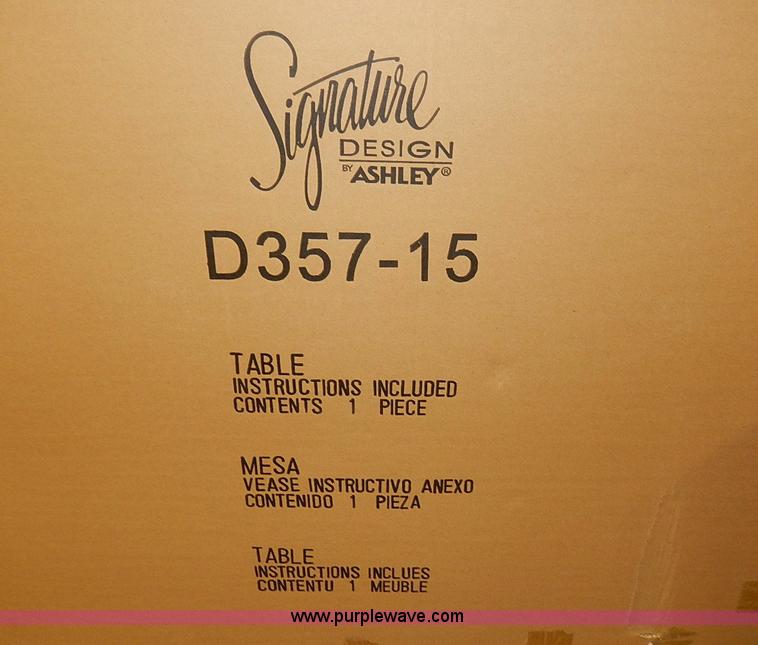 Signature
DESIGN
BY ASHLEY®
D357-15
TABLE
INSTRUCTIONS INCLUDED
CONTENTS 1 PIECE
MESA
VEASE INSTRUCTIVO ANEXO
CONTENIDO 1 PIEZA
TABLE
INSTRUCTIONS INCLUES
CONTENTU 1 MEUBLE
www.purplewave.com